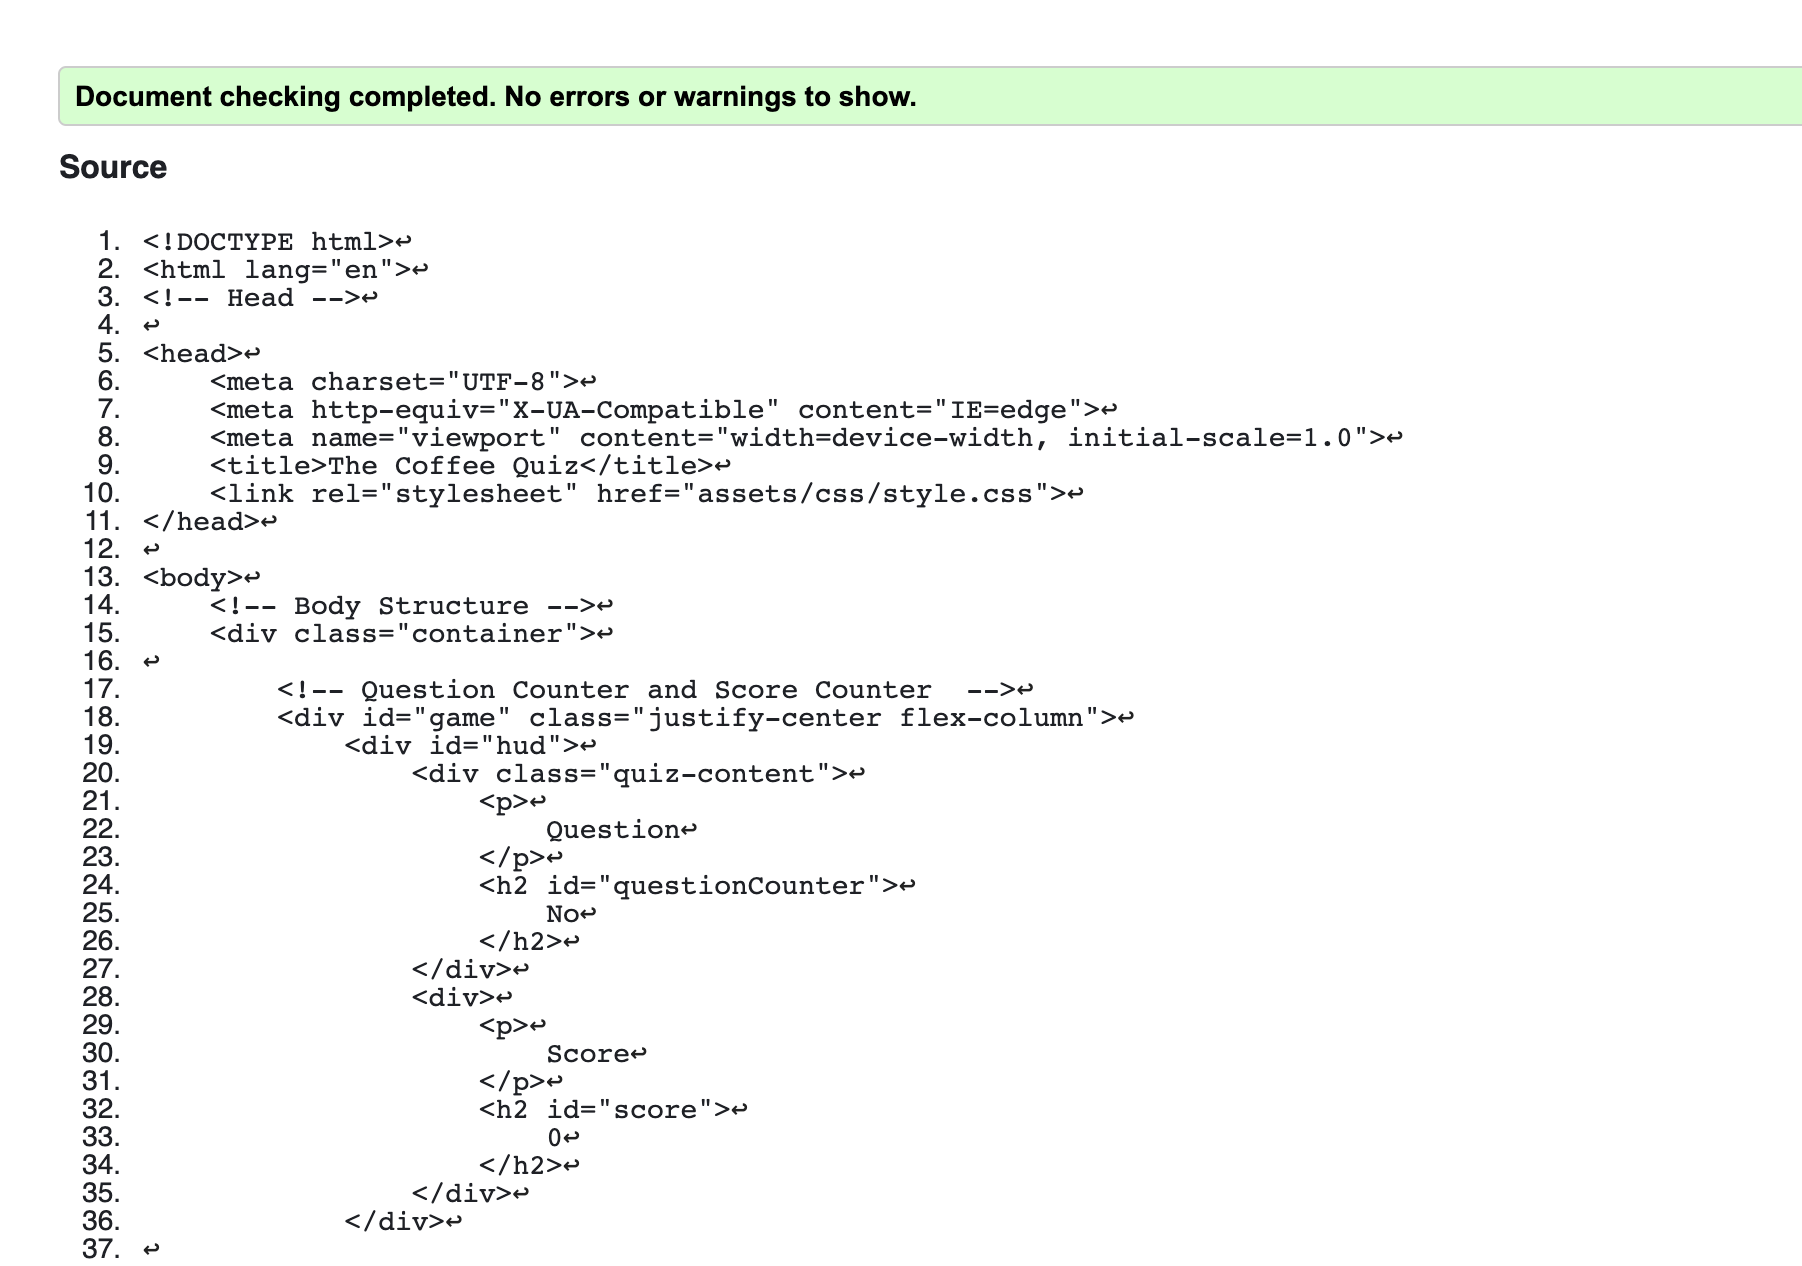 Document checking completed. No errors or warnings to show.
Source
1. <!DOCTYPE html>↩
2. <html lang="en">↩
3. <!-- Head -->↩
4. ↩
5. <head>↩
6.     <meta charset="UTF-8">↩
7.     <meta http-equiv="X-UA-Compatible" content="IE=edge">↩
8.     <meta name="viewport" content="width=device-width, initial-scale=1.0">↩
9.     <title>The Coffee Quiz</title>↩
10.     <link rel="stylesheet" href="assets/css/style.css">↩
11. </head>↩
12. ↩
13. <body>↩
14.     <!-- Body Structure -->↩
15.     <div class="container">↩
16. ↩
17.         <!-- Question Counter and Score Counter  -->↩
18.         <div id="game" class="justify-center flex-column">↩
19.             <div id="hud">↩
20.                 <div class="quiz-content">↩
21.                     <p>↩
22.                         Question↩
23.                     </p>↩
24.                     <h2 id="questionCounter">↩
25.                         No↩
26.                     </h2>↩
27.                 </div>↩
28.                 <div>↩
29.                     <p>↩
30.                         Score↩
31.                     </p>↩
32.                     <h2 id="score">↩
33.                         0↩
34.                     </h2>↩
35.                 </div>↩
36.             </div>↩
37. ↩